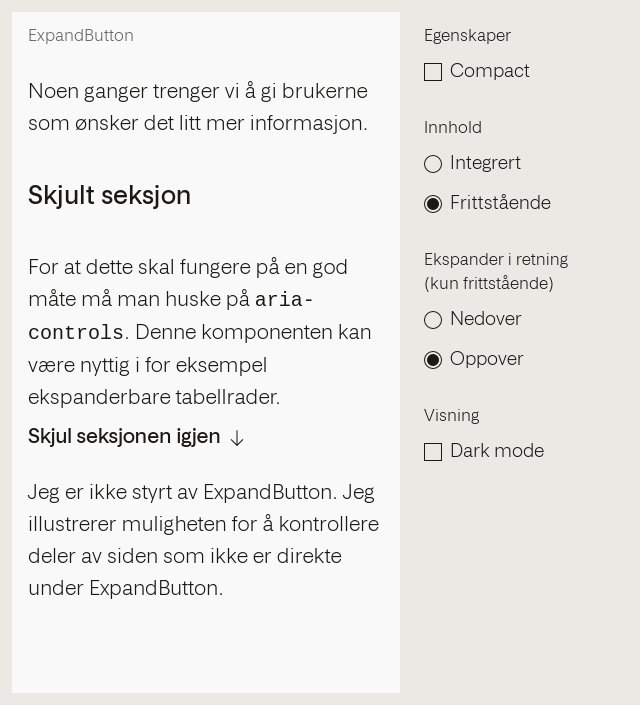 ExpandButton
Noen ganger trenger vi å gi brukerne
som ønsker det litt mer informasjon.
Skjult seksjon
For at dette skal fungere på en god
måte må man huske på aria-
controls. Denne komponenten kan
være nyttig i for eksempel
ekspanderbare tabellrader.
Skjul seksjonen igjen ↓
Jeg er ikke styrt av ExpandButton. Jeg
illustrerer muligheten for å kontrollere
deler av siden som ikke er direkte
under ExpandButton.
Egenskaper
Compact
Innhold
Integrert
Frittstående
Ekspander i retning
(kun frittstående)
Nedover
Oppover
Visning
Dark mode